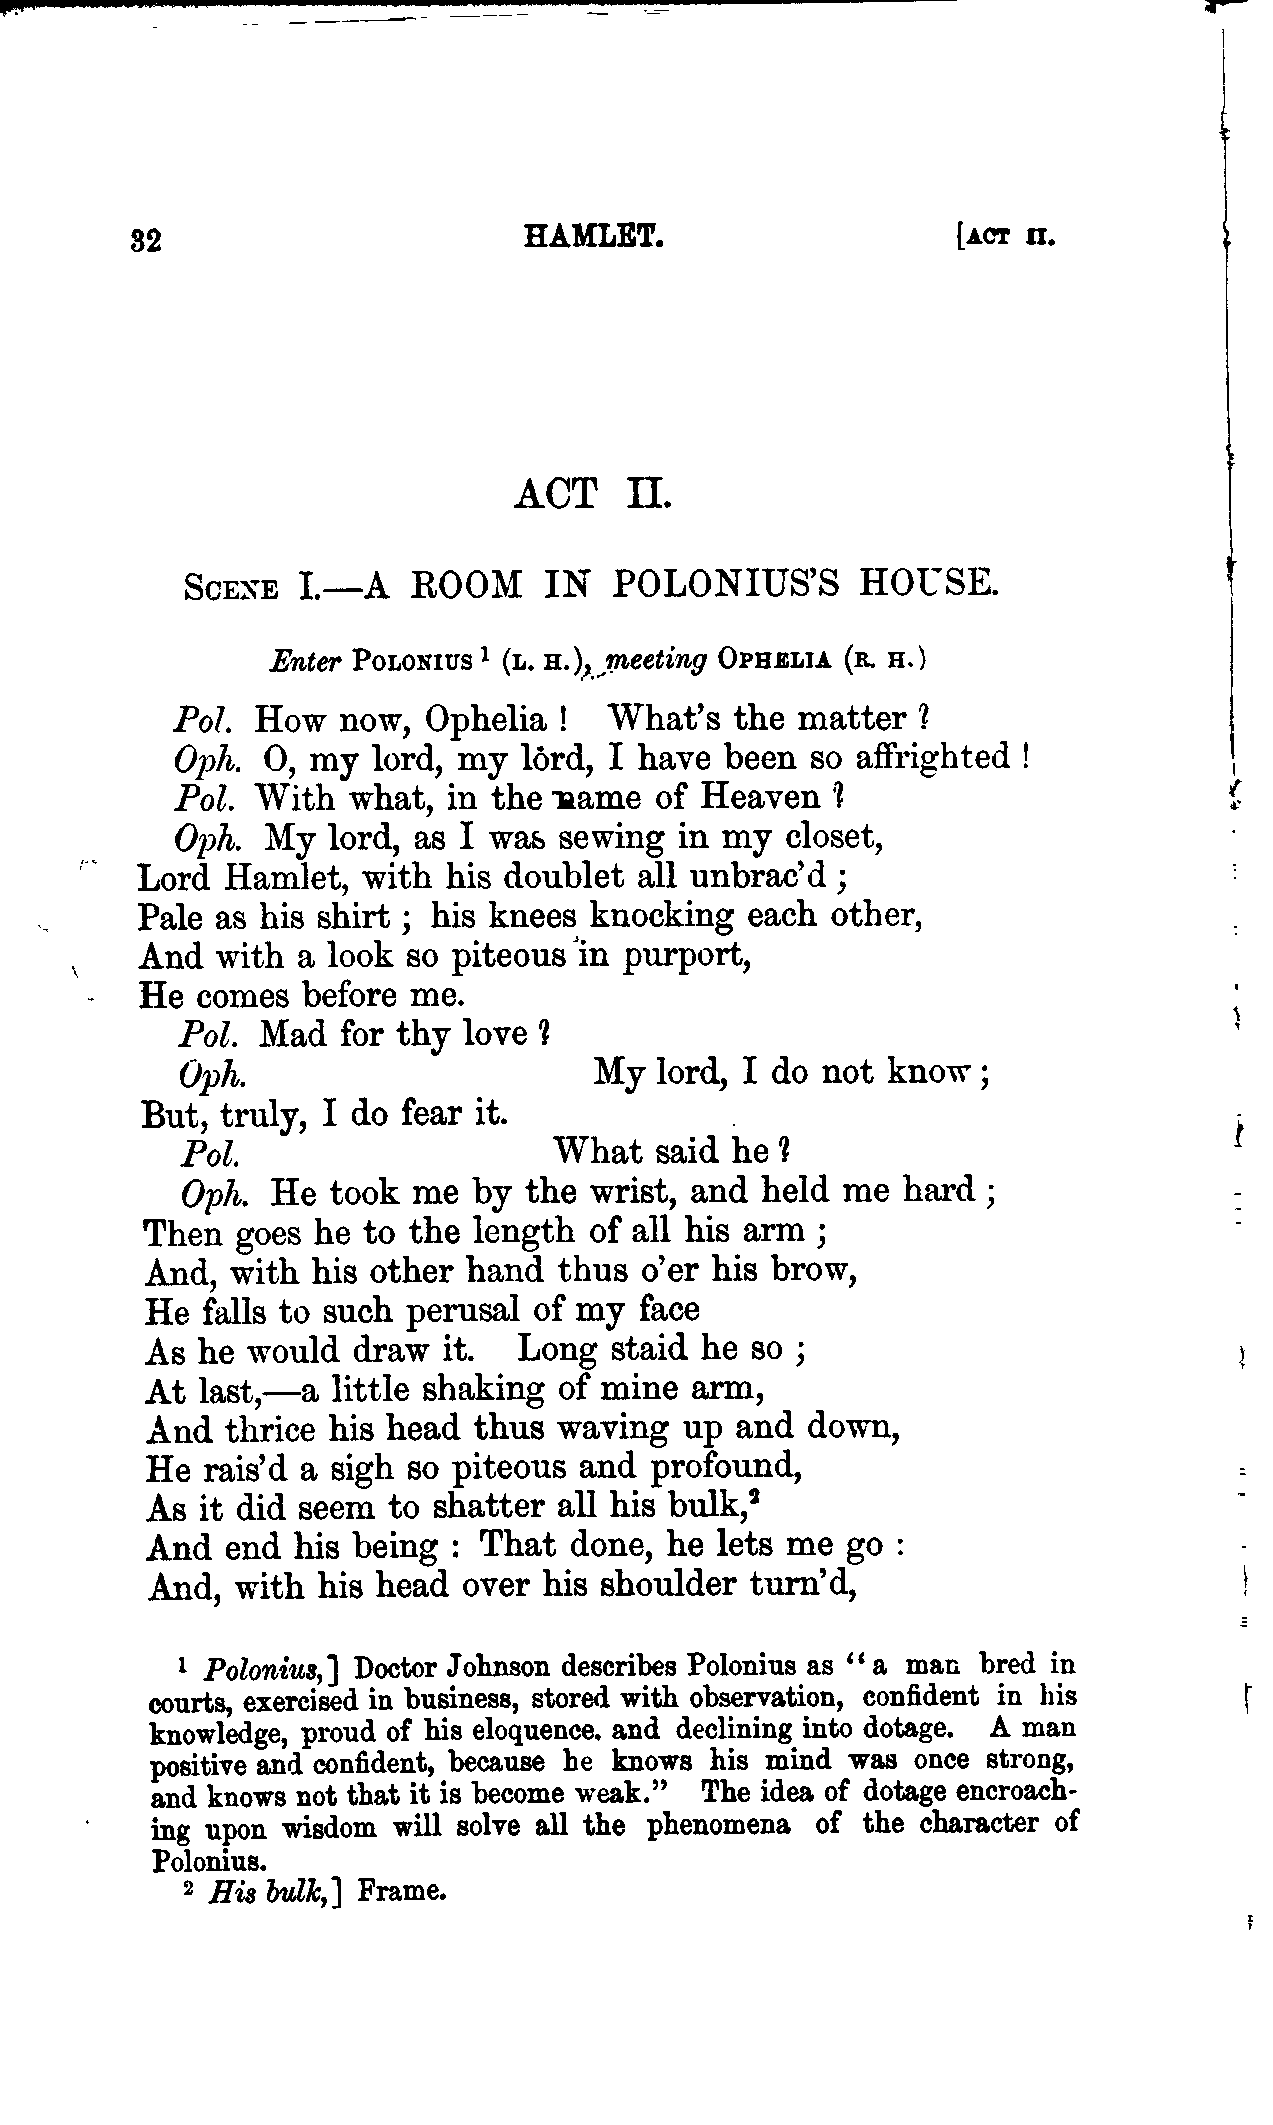 32 HAMLET. [ACT II.
ACT II.
SCENE I.—A ROOM IN POLONIUS'S HOUSE.
Enter POLONIUS ¹ (L. H.), meeting OPHELIA (R. H.)
Pol. How now, Ophelia ! What's the matter ?
Oph. O, my lord, my lord, I have been so affrighted !
Pol. With what, in the name of Heaven ?
Oph. My lord, as I was sewing in my closet,
Lord Hamlet, with his doublet all unbrac'd ;
Pale as his shirt ; his knees knocking each other,
And with a look so piteous in purport,
He comes before me.
Pol. Mad for thy love ?
Oph. My lord, I do not know ;
But, truly, I do fear it.
Pol. What said he ?
Oph. He took me by the wrist, and held me hard ;
Then goes he to the length of all his arm ;
And, with his other hand thus o'er his brow,
He falls to such perusal of my face
As he would draw it. Long staid he so ;
At last,—a little shaking of mine arm,
And thrice his head thus waving up and down,
He rais'd a sigh so piteous and profound,
As it did seem to shatter all his bulk,²
And end his being : That done, he lets me go :
And, with his head over his shoulder turn'd,
¹ Polonius,] Doctor Johnson describes Polonius as "a man bred in
courts, exercised in business, stored with observation, confident in his
knowledge, proud of his eloquence. and declining into dotage. A man
positive and confident, because he knows his mind was once strong,
and knows not that it is become weak." The idea of dotage encroach-
ing upon wisdom will solve all the phenomena of the character of
Polonius.
² His bulk,] Frame.